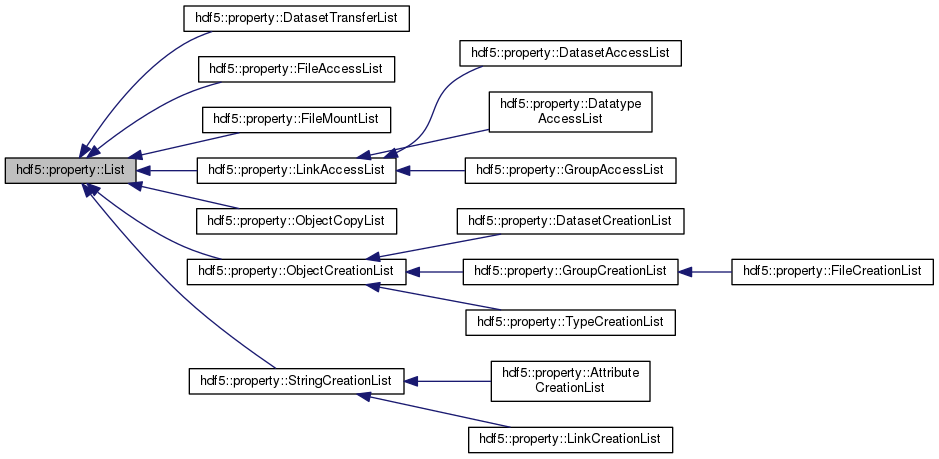 hdf5::property::DatasetTransferList
hdf5::property::FileAccessList
hdf5::property::FileMountList
hdf5::property::List
hdf5::property::LinkAccessList
hdf5::property::ObjectCopyList
hdf5::property::ObjectCreationList
hdf5::property::StringCreationList
hdf5::property::DatasetAccessList
hdf5::property::Datatype
AccessList
hdf5::property::GroupAccessList
hdf5::property::DatasetCreationList
hdf5::property::GroupCreationList
hdf5::property::TypeCreationList
hdf5::property::Attribute
CreationList
hdf5::property::LinkCreationList
hdf5::property::FileCreationList